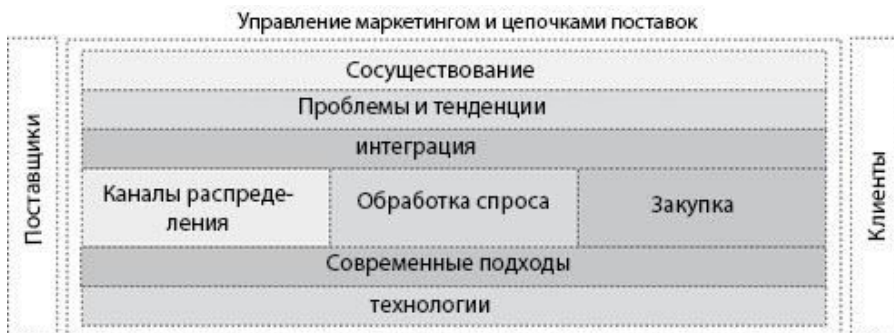 Управление маркетингом и цепочками поставок
Поставщики
Сосуществование
Проблемы и тенденции
интеграция
Каналы распреде-
ления
Обработка спроса
Закупка
Современные подходы
технологии
Клиенты